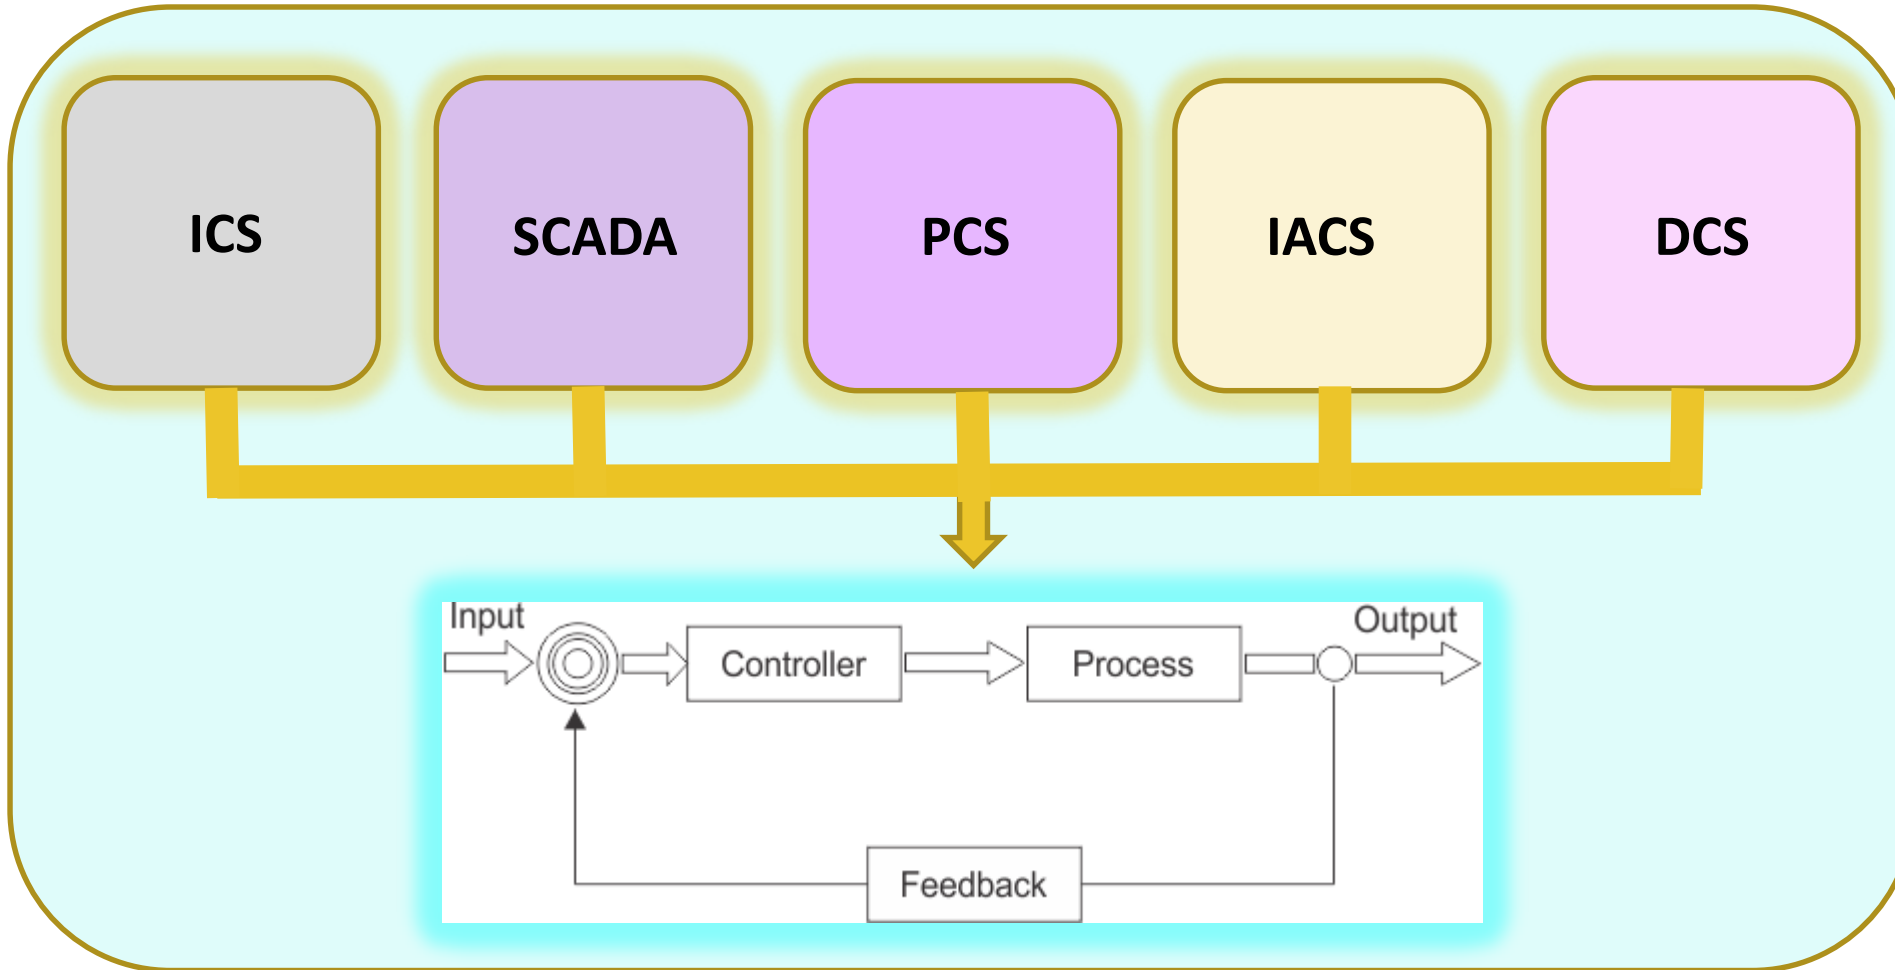 ICS
SCADA
PCS
IACS
DCS
Input
Output
Controller
Process
Feedback